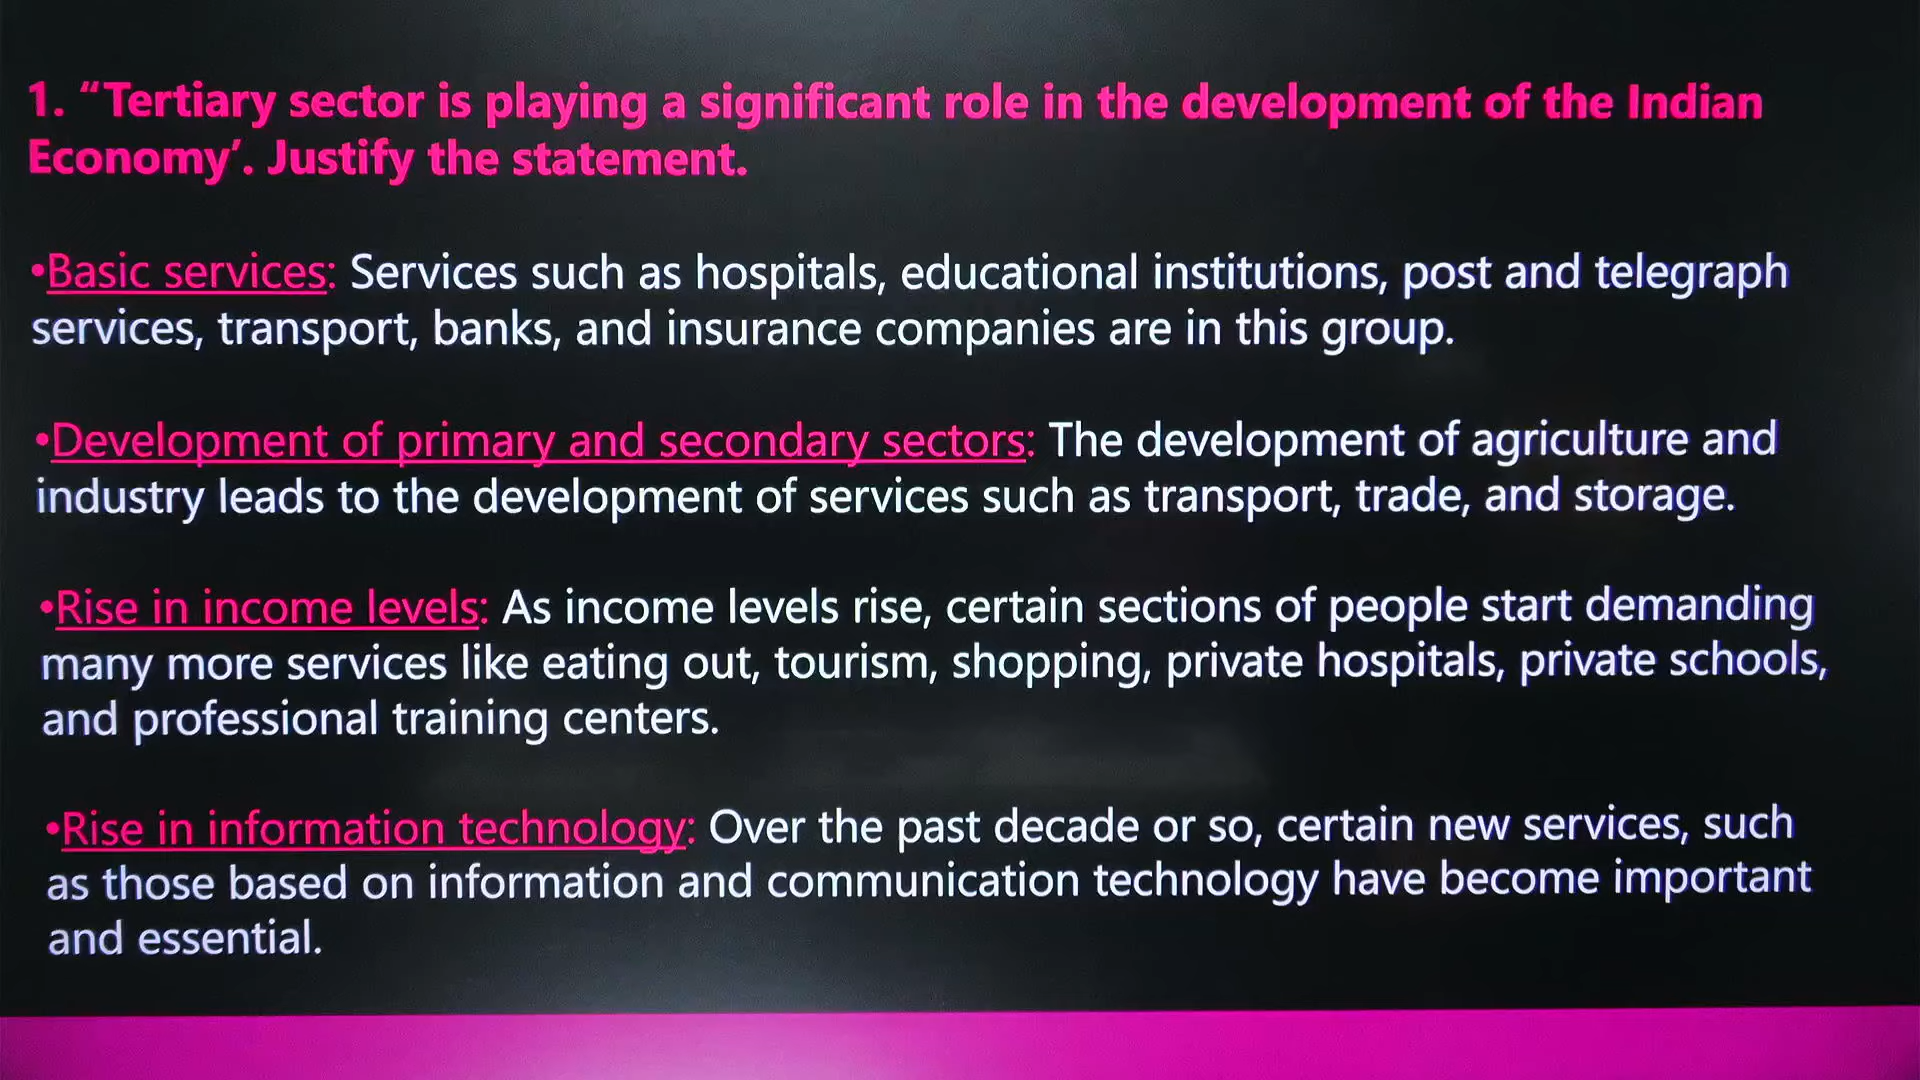 1. “Tertiary sector is playing a significant role in the development of the Indian
Economy’. Justify the statement.
•Basic services: Services such as hospitals, educational institutions, post and telegraph
services, transport, banks, and insurance companies are in this group.
•Development of primary and secondary sectors: The development of agriculture and
industry leads to the development of services such as transport, trade, and storage.
•Rise in income levels: As income levels rise, certain sections of people start demanding
many more services like eating out, tourism, shopping, private hospitals, private schools,
and professional training centers.
•Rise in information technology: Over the past decade or so, certain new services, such
as those based on information and communication technology have become important
and essential.